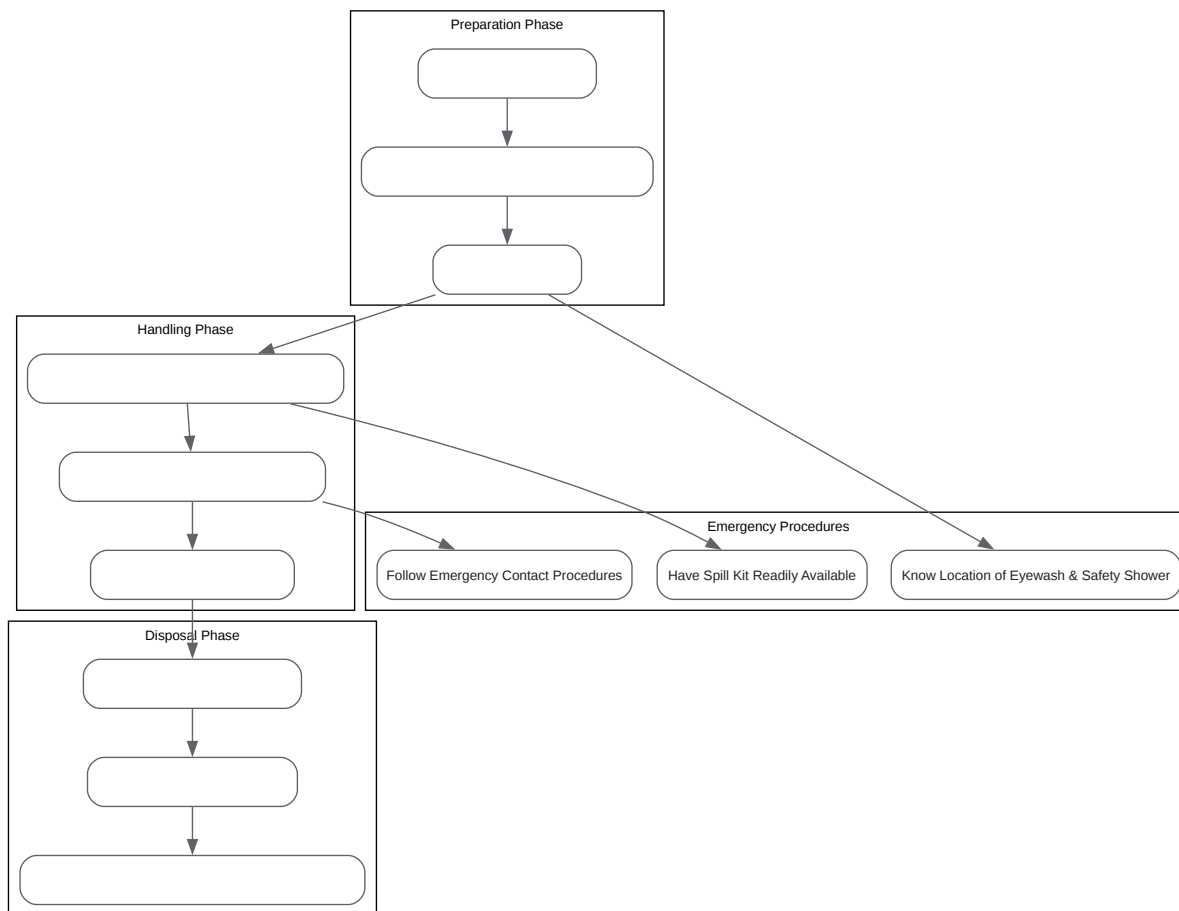 Preparation Phase
Handling Phase
Emergency Procedures
Follow Emergency Contact Procedures
Have Spill Kit Readily Available
Know Location of Eyewash & Safety Shower
Disposal Phase